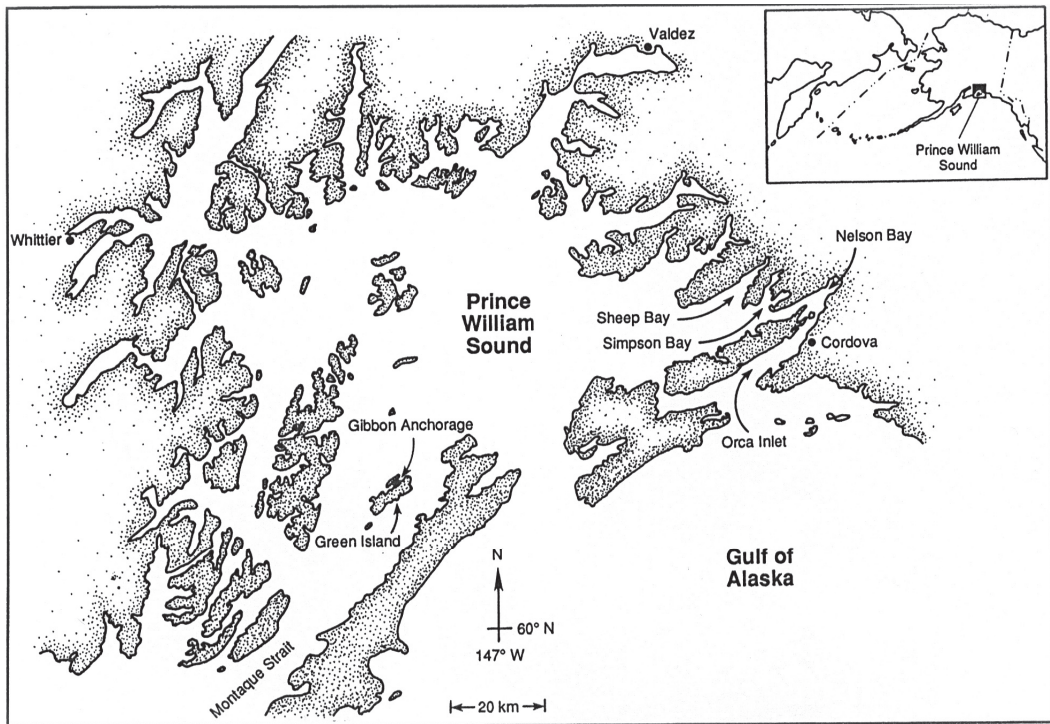 Valdez
Prince William
Sound
Whittier
Nelson Bay
Prince
William
Sound
Sheep Bay
Simpson Bay
Cordova
Gibbon Anchorage
Orca Inlet
Green Island
Gulf of
Alaska
N
60° N
147° W
Montaque Strait
20 km